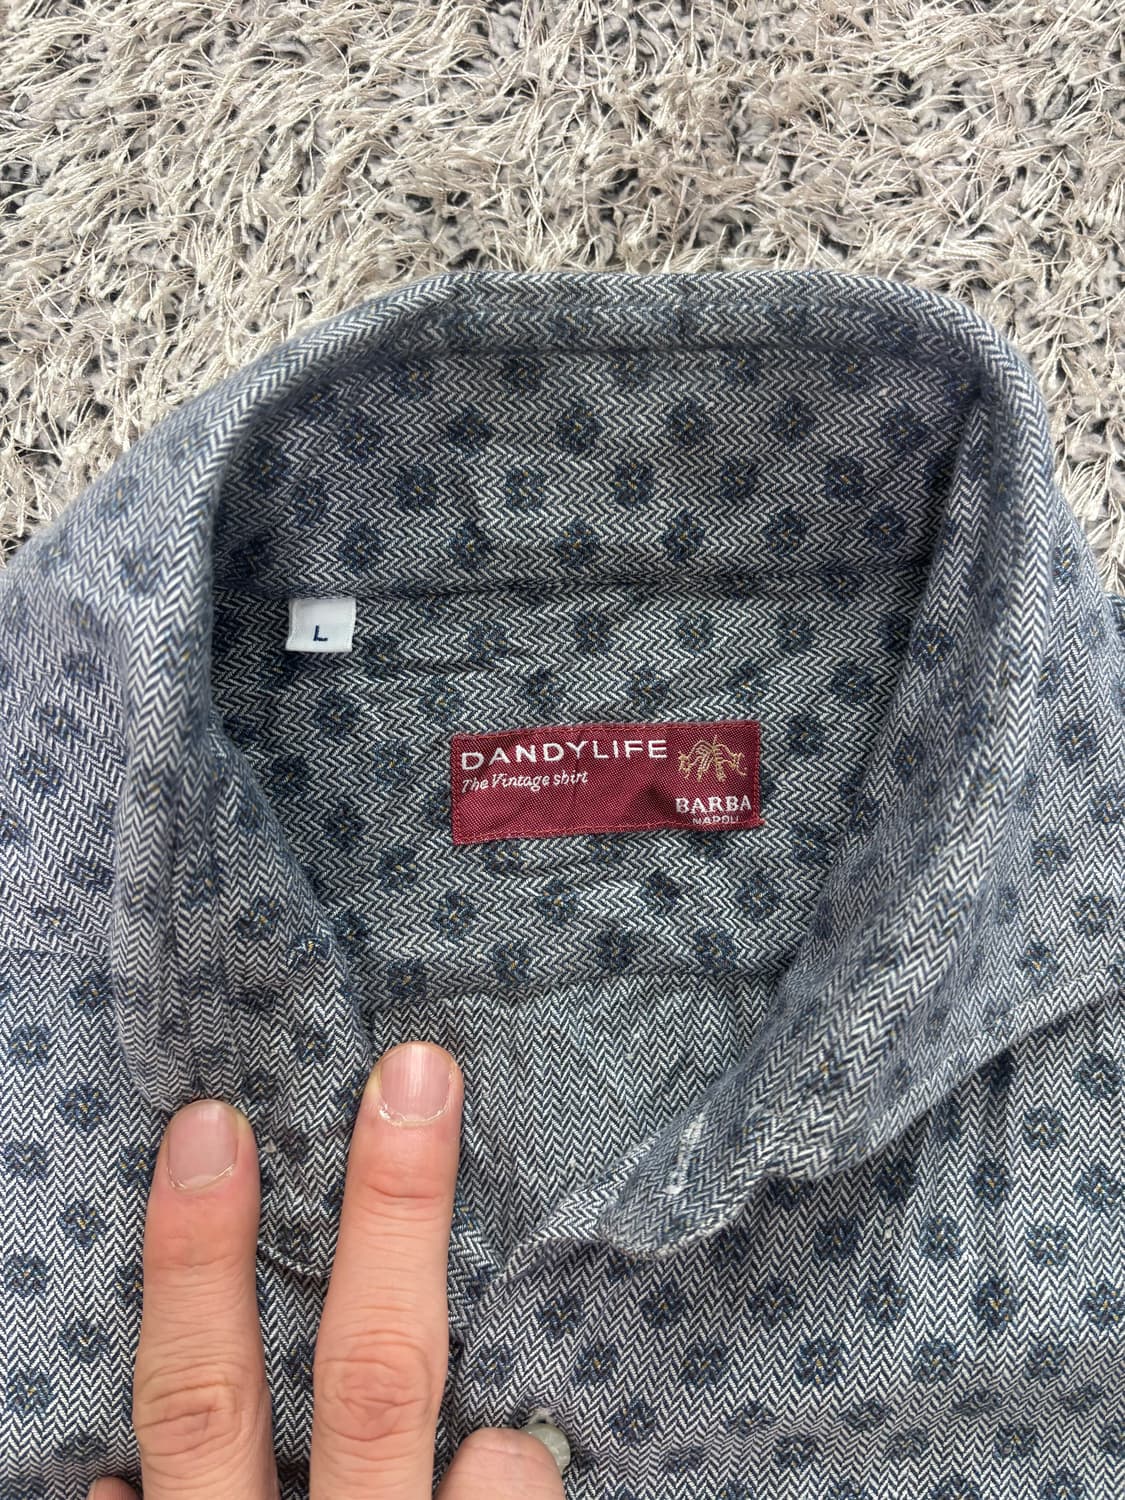 L
DANDYLIFE
The Vintage shirt
BARBA
NAPOLI